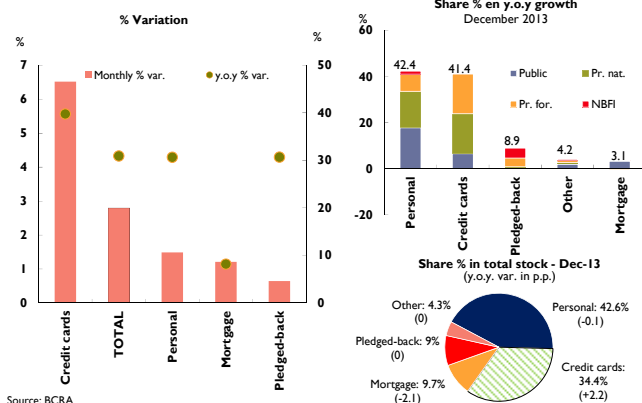 % Variation
%
%
7
6
5
4
3
2
1
0
50
40
30
20
10
0
Monthly % var.
y.o.y % var.
Credit cards
TOTAL
Personal
Mortgage
Pledged-back
Source: BCRA
Share % en y.o.y growth
December 2013
%
60
40
20
0
-20
Public
Pr. nat.
Pr. for.
NBFI
42.4
41.4
8.9
4.2
3.1
Personal
Credit cards
Pledged-back
Other
Mortgage
Share % in total stock - Dec-13
(y.o.y. var. in p.p.)
Other: 4.3%
(0)
Personal: 42.6%
(-0.1)
Pledged-back: 9%
(0)
Credit cards:
34.4%
(+2.2)
Mortgage: 9.7%
(-2.1)